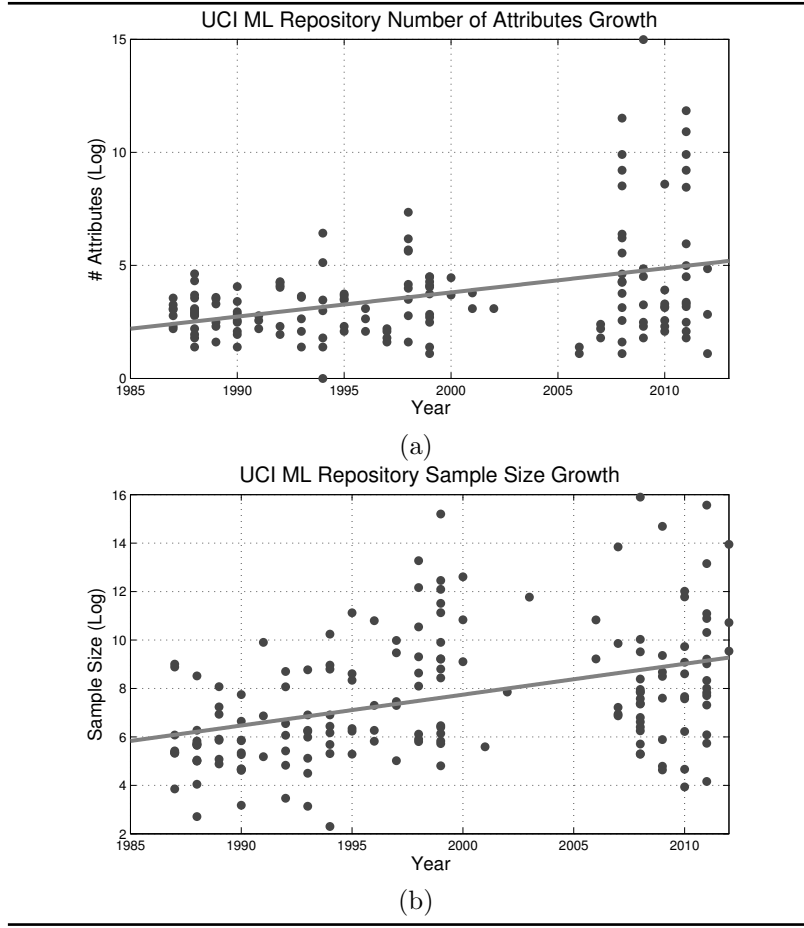 UCI ML Repository Number of Attributes Growth
15
10
5
0
# Attributes (Log)
1985 1990 1995 2000 2005 2010
Year
(a)
UCI ML Repository Sample Size Growth
16
14
12
10
8
6
4
2
Sample Size (Log)
1985 1990 1995 2000 2005 2010
Year
(b)